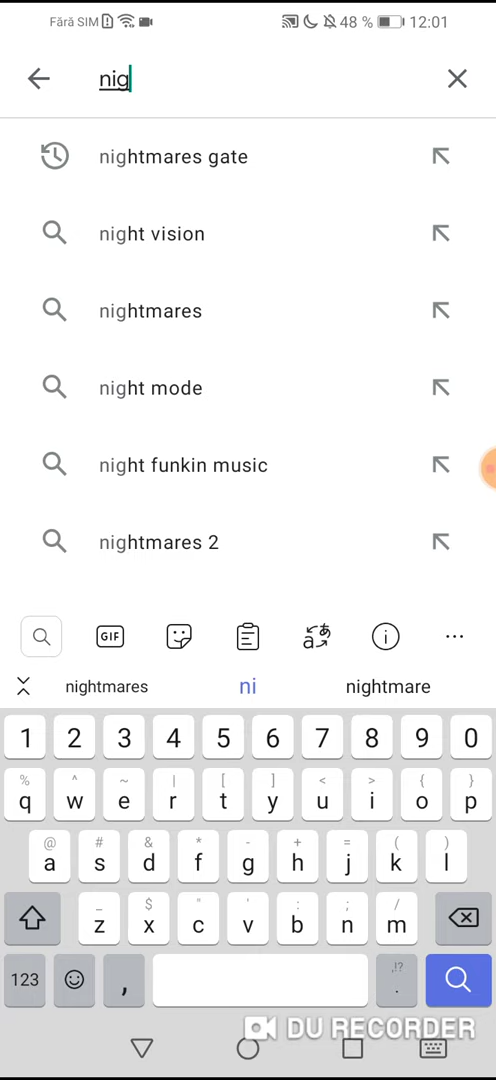 Fără SIM 48 % 12:01
nig
nightmares gate
night vision
nightmares
night mode
night funkin music
nightmares 2
GIF
nightmares ni nightmare
1 2 3 4 5 6 7 8 9 0
% ^ ~ | [ ] < > { }
q w e r t y u i o p
@ # & * - + = ( )
a s d f g h j k l
_ $ " ' : ; /
z x c v b n m
123 , ,!? .
DU RECORDER